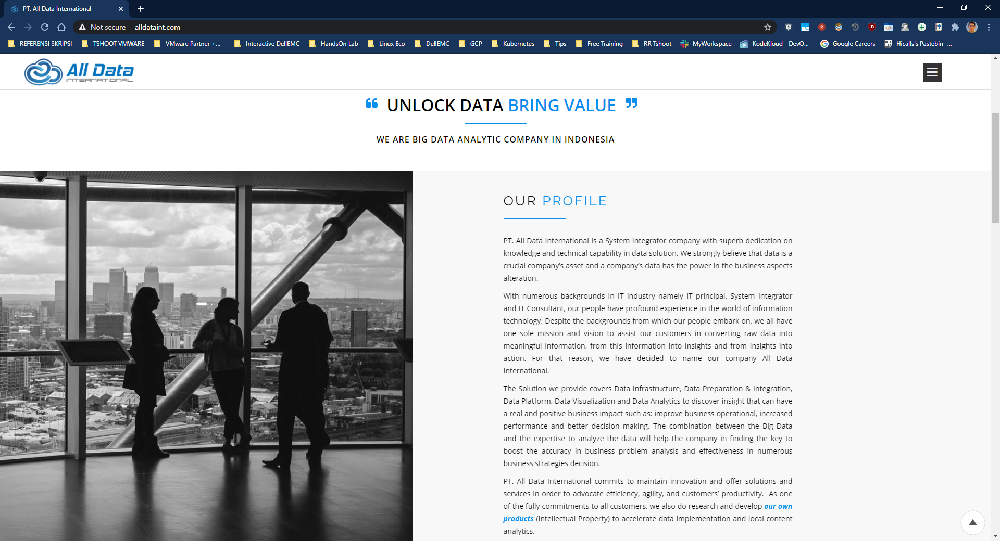 PT. All Data International
Not secure alldataint.com
REFERENSI SKRIPSI TSHOOT VMWARE VMware Partner +... Interactive DellEMC HandsOn Lab Linux Eco DellEMC GCP Kubernetes Tips Free Training RR Tshoot MyWorkspace KodeKloud - DevO... Google Careers Hicalls's Pastebin -...
All Data
INTERNATIONAL
“ UNLOCK DATA BRING VALUE ”
WE ARE BIG DATA ANALYTIC COMPANY IN INDONESIA
OUR PROFILE
PT. All Data International is a System Integrator company with superb dedication on
knowledge and technical capability in data solution. We strongly believe that data is a
crucial company’s asset and a company’s data has the power in the business aspects
alteration.
With numerous backgrounds in IT industry namely IT principal, System Integrator
and IT Consultant, our people have profound experience in the world of information
technology. Despite the backgrounds from which our people embark on, we all have
one sole mission and vision to assist our customers in converting raw data into
meaningful information, from this information into insights and from insights into
action. For that reason, we have decided to name our company All Data
International.
The Solution we provide covers Data Infrastructure, Data Preparation & Integration,
Data Platform, Data Visualization and Data Analytics to discover insight that can have
a real and positive business impact such as: improve business operational, increased
performance and better decision making. The combination between the Big Data
and the expertise to analyze the data will help the company in finding the key to
boost the accuracy in business problem analysis and effectiveness in numerous
business strategies decision.
PT. All Data International commits to maintain innovation and offer solutions and
services in order to advocate efficiency, agility, and customers’ productivity. As one
of the fully commitments to all customers, we also do research and develop our own
products (Intellectual Property) to accelerate data implementation and local content
analytics.